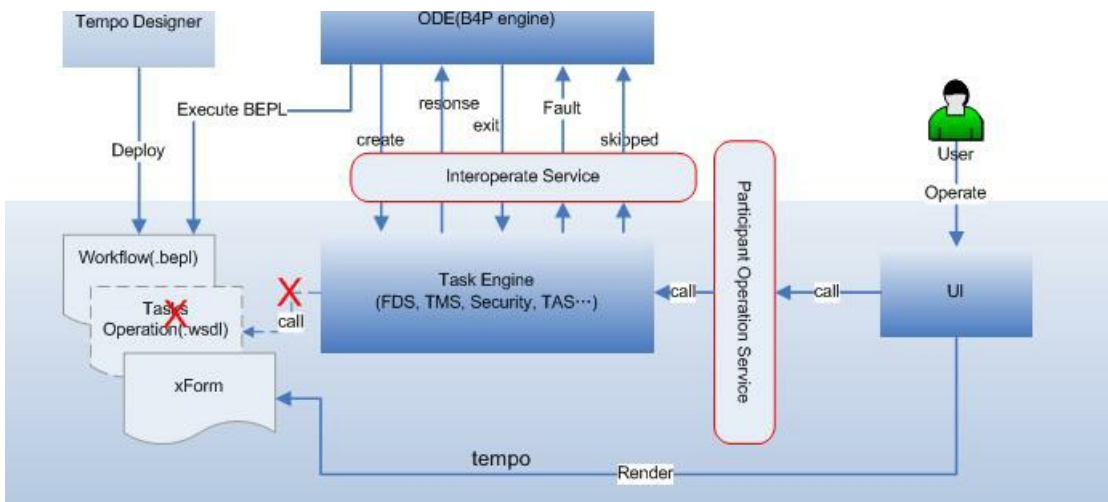 Tempo Designer
ODE(B4P engine)
Execute BEPL
resonse
Fault
exit
create
skipped
Deploy
User
Interoperate Service
Operate
Participant Operation Service
Workflow(.bepl)
Task Engine
(FDS, TMS, Security, TAS…)
call
call
UI
Tasks
Operation(.wsdl)
call
xForm
tempo
Render